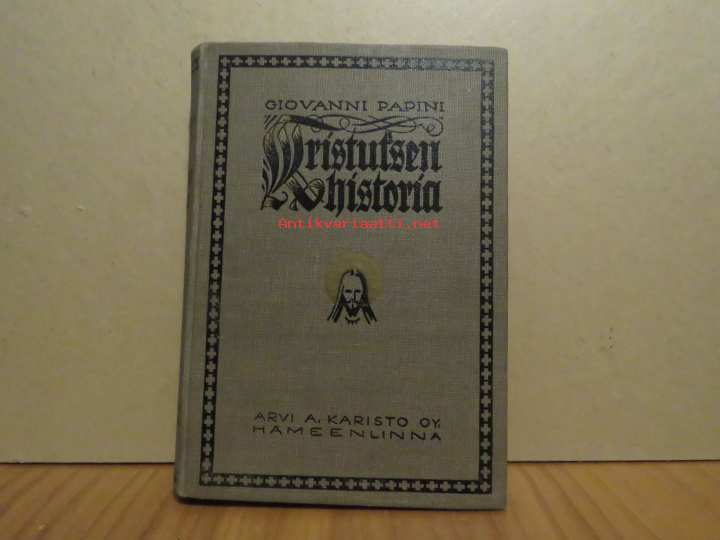 GIOVANNI PAPINI
Kristuksen
historia
Antikvariaatti.net
ARVI A. KARISTO OY.
HÄMEENLINNA